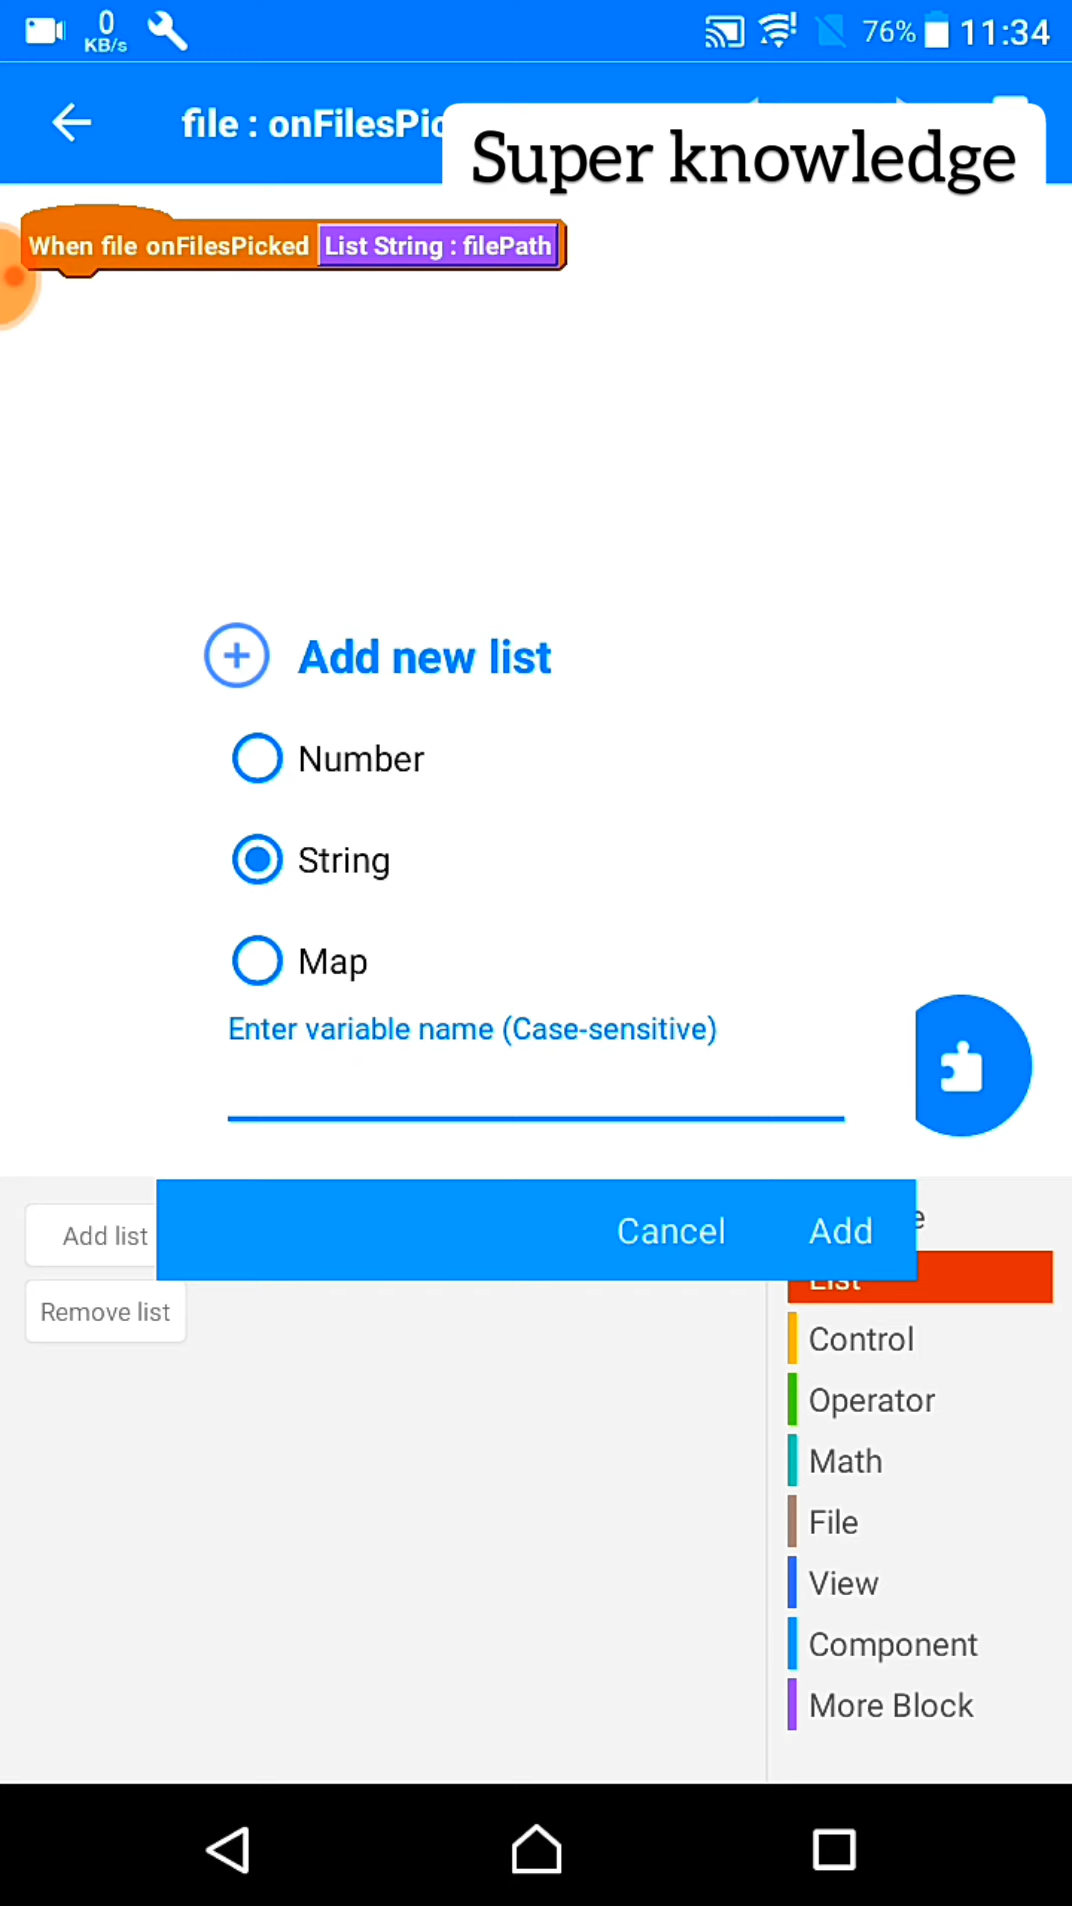 0
KB/s
76%
11:34
file : onFilesPic
Super knowledge
When file onFilesPicked List String : filePath
Add new list
Number
String
Map
Enter variable name (Case-sensitive)
Add list
Cancel
Add
e
List
Remove list
Control
Operator
Math
File
View
Component
More Block